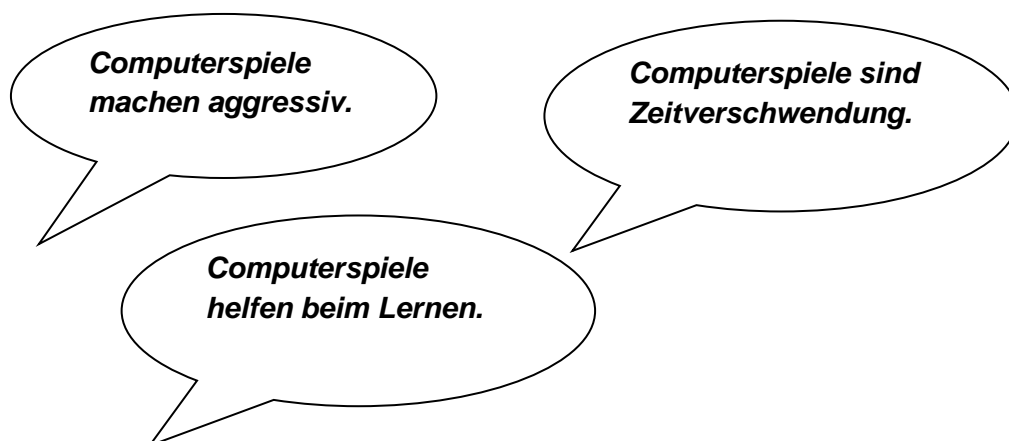 Computerspiele
machen aggressiv.
Computerspiele sind
Zeitverschwendung.
Computerspiele
helfen beim Lernen.